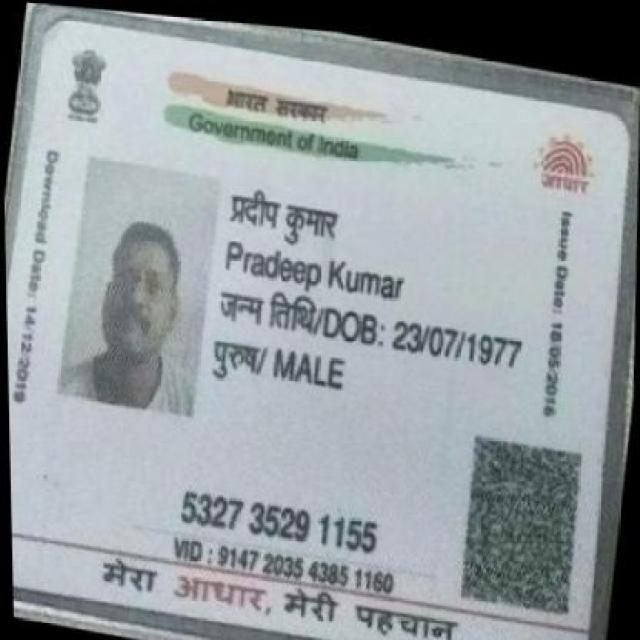 भारत सरकार
Government of India
आधार
Download Date: 14/12/2019
Issue Date: 18/05/2016
प्रदीप कुमार
Pradeep Kumar
जन्म तिथि/DOB: 23/07/1977
पुरुष/ MALE
5327 3529 1155
VID : 9147 2035 4385 1160
मेरा आधार, मेरी पहचान